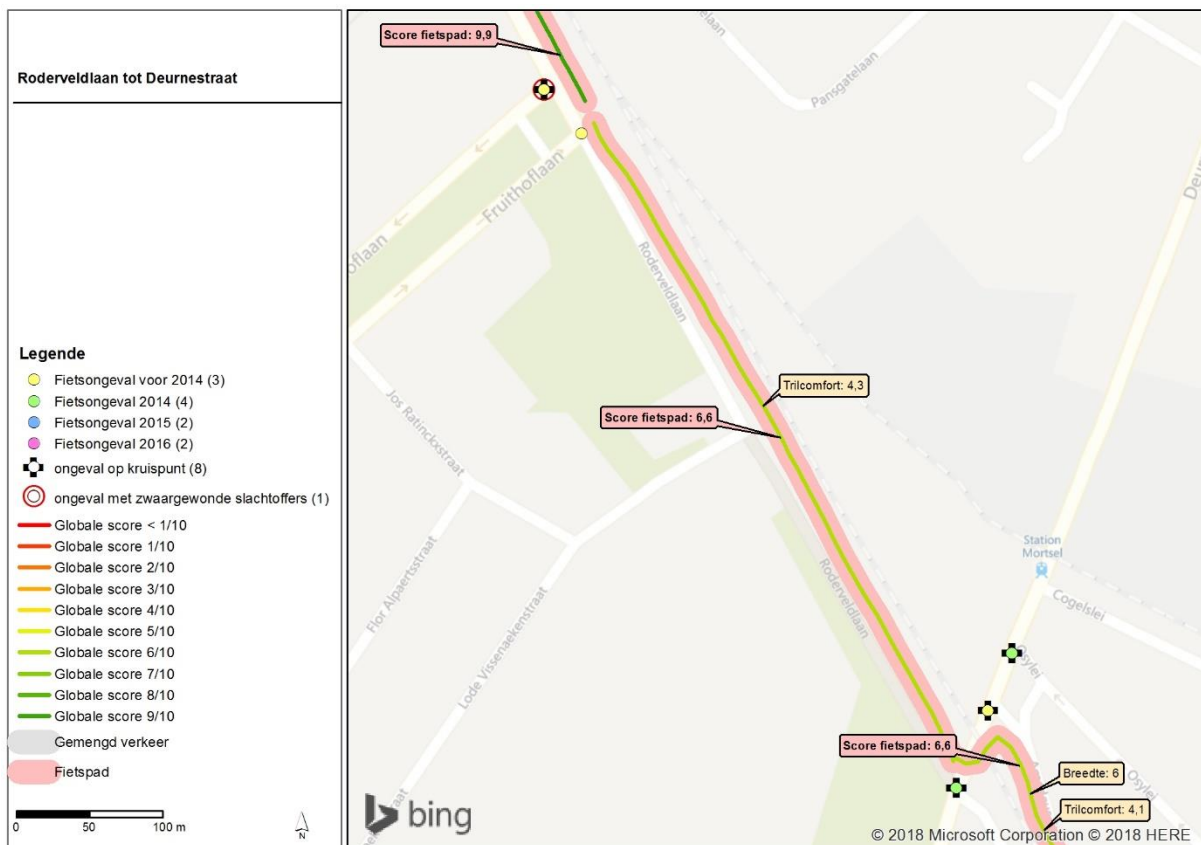 Roderveldlaan tot Deurnestraat
Legende
Fietsongeval voor 2014 (3)
Fietsongeval 2014 (4)
Fietsongeval 2015 (2)
Fietsongeval 2016 (2)
ongeval op kruispunt (8)
ongeval met zwaargewonde slachtoffers (1)
Globale score < 1/10
Globale score 1/10
Globale score 2/10
Globale score 3/10
Globale score 4/10
Globale score 5/10
Globale score 6/10
Globale score 7/10
Globale score 8/10
Globale score 9/10
Gemengd verkeer
Fietspad
0 50 100 m
N
Score fietspad: 9,9
Pansgatelaan
Fruithoflaan
Roderveldlaan
Jos Ratinckxstraat
Trilcomfort: 4,3
Score fietspad: 6,6
Flor Alpaertsstraat
Lode Vissenaekenstraat
Roderveldlaan
Station
Mortsel
Cogelslei
Osylei
Score fietspad: 6,6
Breedte: 6
Osylei
Trilcomfort: 4,1
bing
© 2018 Microsoft Corporation © 2018 HERE